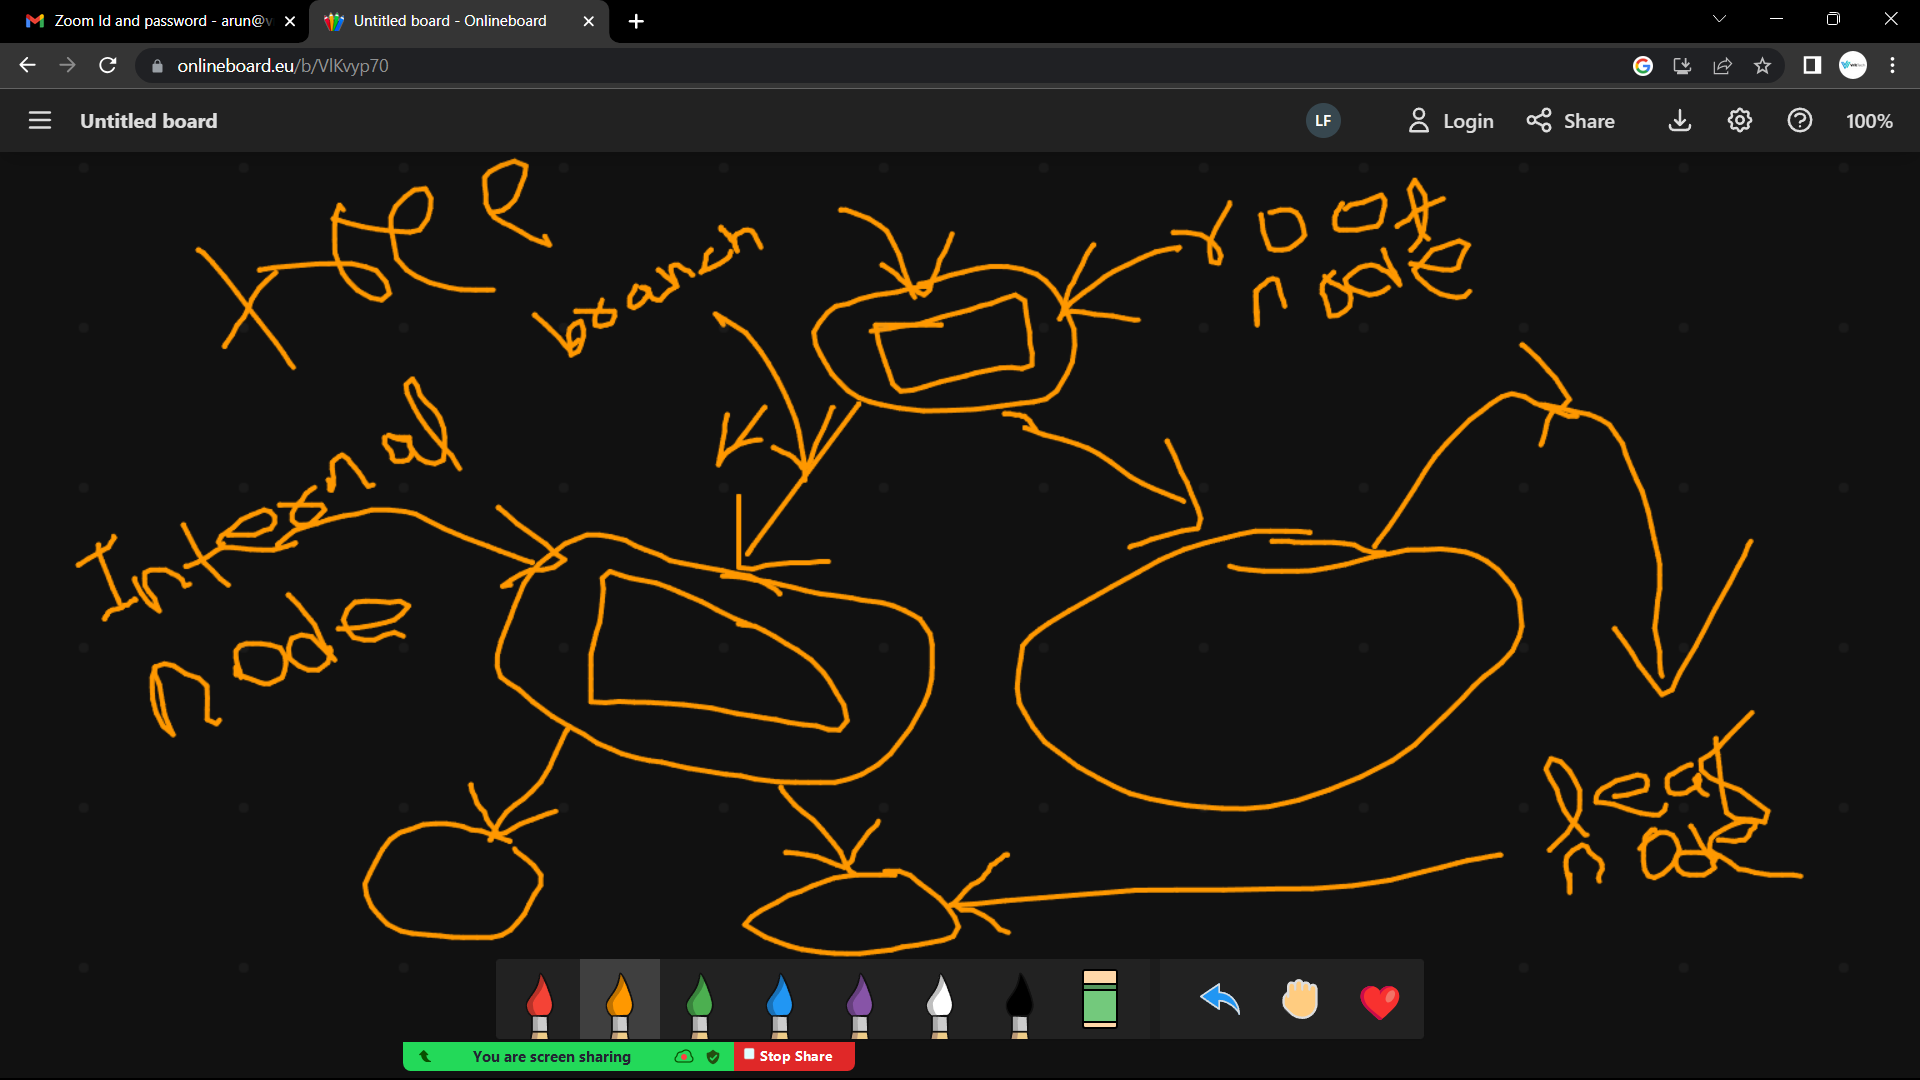 Zoom Id and password - arun@v
Untitled board - Onlineboard
onlineboard.eu/b/VlKvyp70
Untitled board
LF
Login
Share
100%
branch
root
node
Internal
node
leaf
node
You are screen sharing
Stop Share